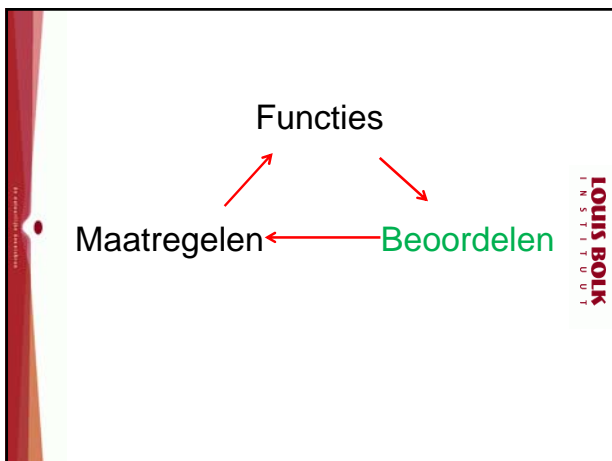 Functies
Maatregelen
Beoordelen
LOUIS BOLK
INSTITUUT